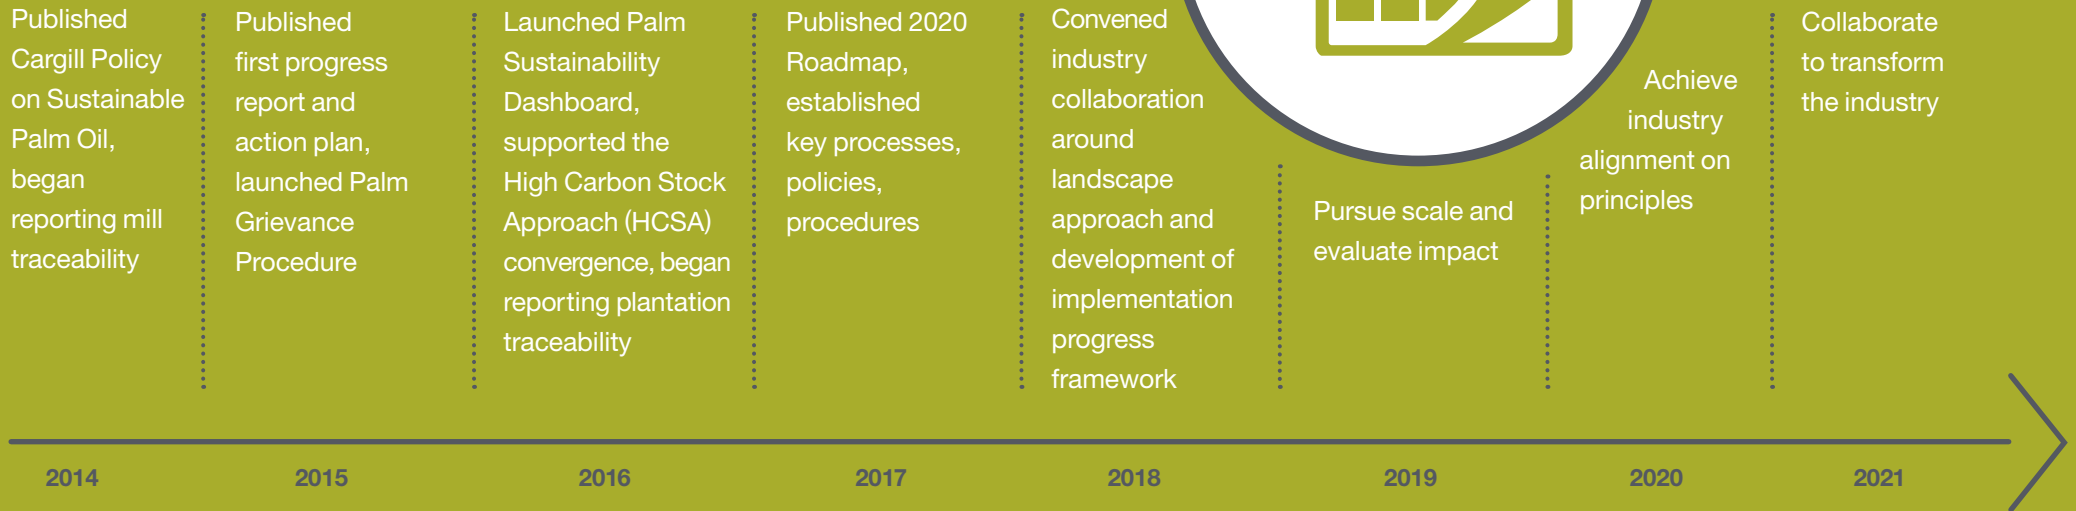 Published
Cargill Policy
on Sustainable
Palm Oil,
began
reporting mill
traceability
Published
first progress
report and
action plan,
launched Palm
Grievance
Procedure
Launched Palm
Sustainability
Dashboard,
supported the
High Carbon Stock
Approach (HCSA)
convergence, began
reporting plantation
traceability
Published 2020
Roadmap,
established
key processes,
policies,
procedures
Convened
industry
collaboration
around
landscape
approach and
development of
implementation
progress
framework
Pursue scale and
evaluate impact
Achieve
industry
alignment on
principles
Collaborate
to transform
the industry
2014
2015
2016
2017
2018
2019
2020
2021